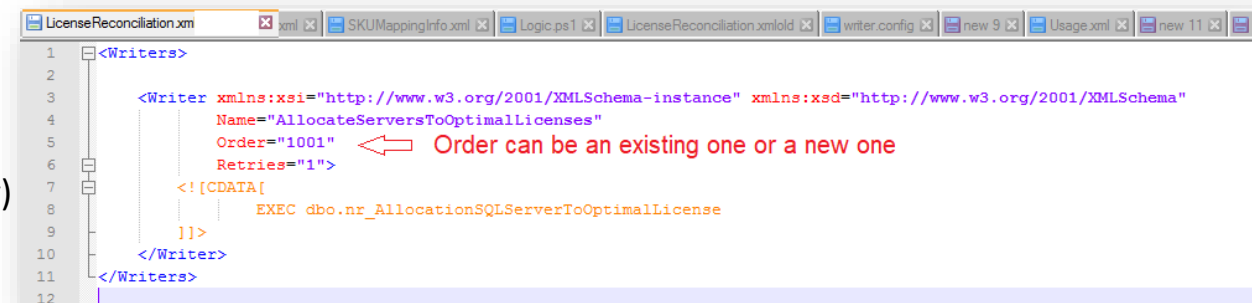 LicenseReconciliation.xm xml SKUMappingInfo.xml Logic.ps1 LicenseReconciliation.xmlold writer.config new 9 Usage.xml new 11
1 <Writers>
2
3 <Writer xmlns:xsi="http://www.w3.org/2001/XMLSchema-instance" xmlns:xsd="http://www.w3.org/2001/XMLSchema"
4 Name="AllocateServersToOptimalLicenses"
5 Order="1001" Order can be an existing one or a new one
6 Retries="1">
7 <![CDATA[
)
8 EXEC dbo.nr_AllocationSQLServerToOptimalLicense
9 ]]>
10 </Writer>
11 </Writers>
12